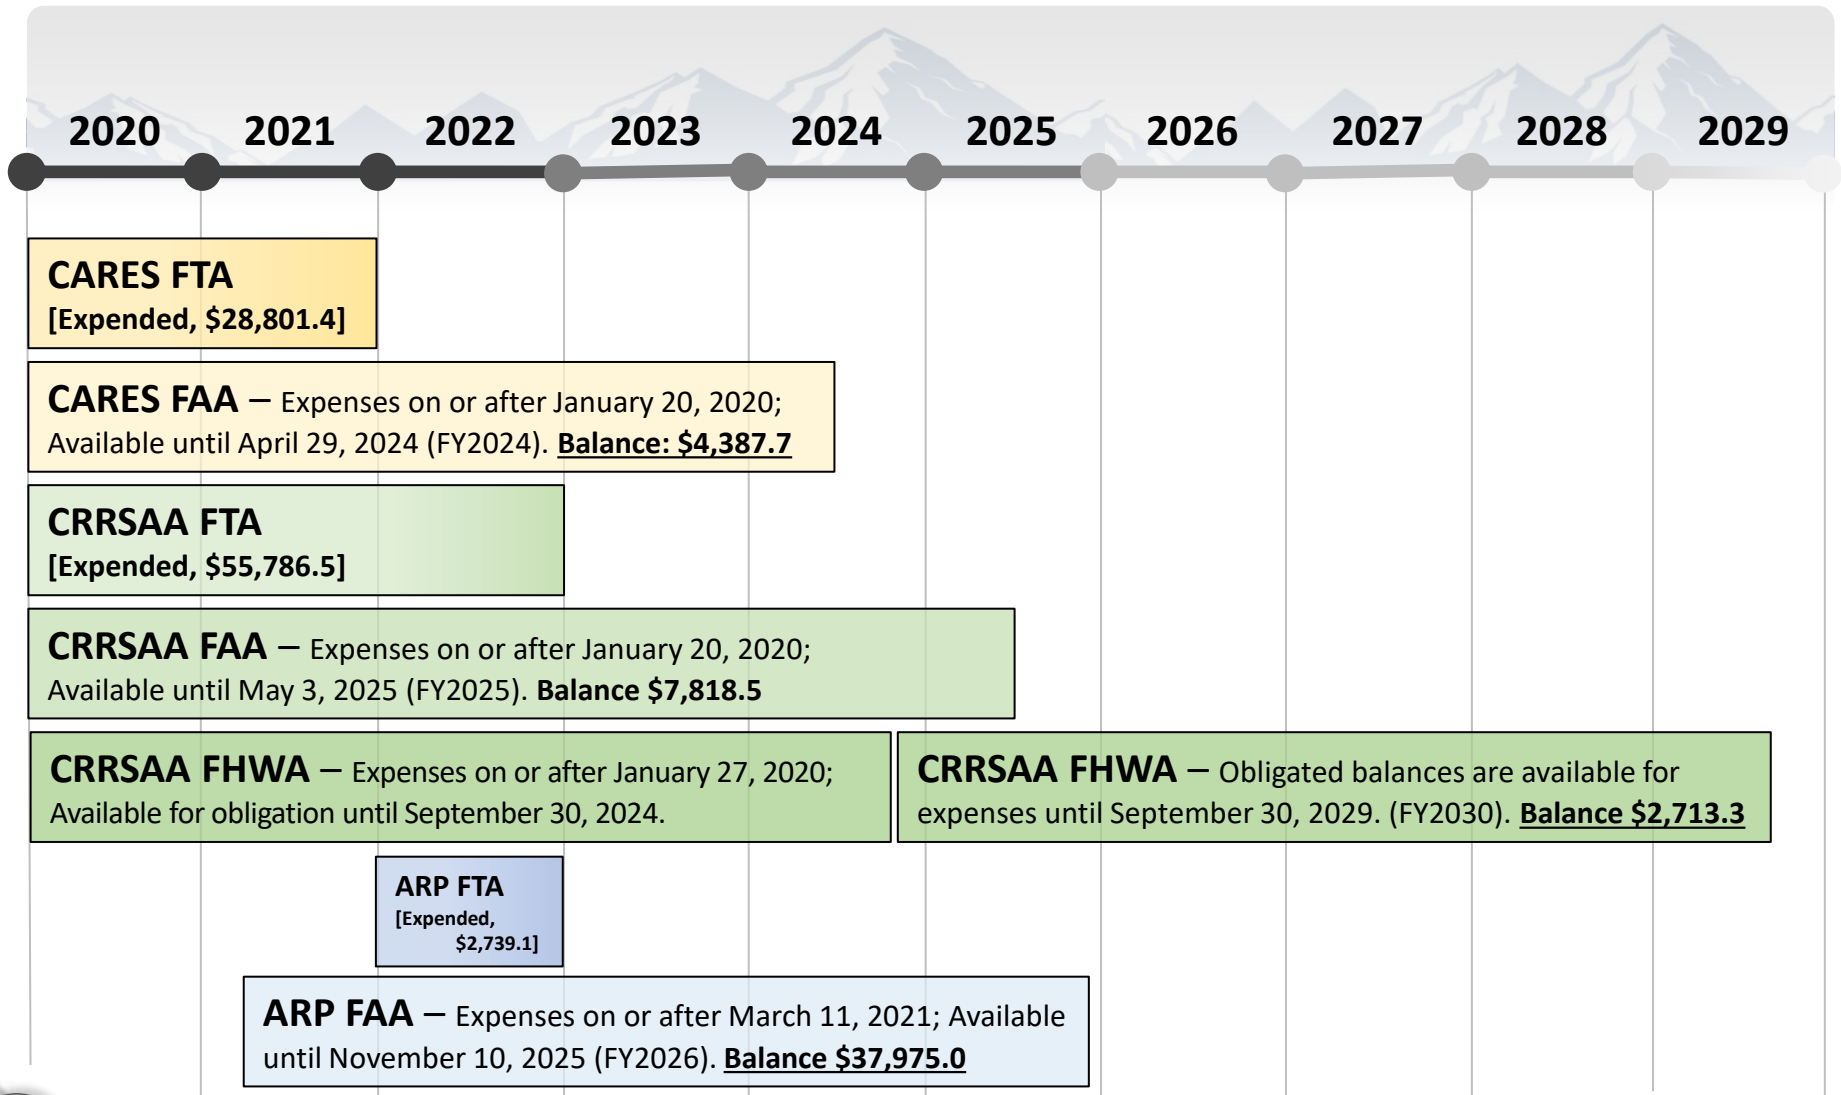 2020 2021 2022 2023 2024 2025 2026 2027 2028 2029
CARES FTA
[Expended, $28,801.4]
CARES FAA – Expenses on or after January 20, 2020;
Available until April 29, 2024 (FY2024). Balance: $4,387.7
CRRSAA FTA
[Expended, $55,786.5]
CRRSAA FAA – Expenses on or after January 20, 2020;
Available until May 3, 2025 (FY2025). Balance $7,818.5
CRRSAA FHWA – Expenses on or after January 27, 2020;
Available for obligation until September 30, 2024.
CRRSAA FHWA – Obligated balances are available for
expenses until September 30, 2029. (FY2030). Balance $2,713.3
ARP FTA
[Expended,
$2,739.1]
ARP FAA – Expenses on or after March 11, 2021; Available
until November 10, 2025 (FY2026). Balance $37,975.0